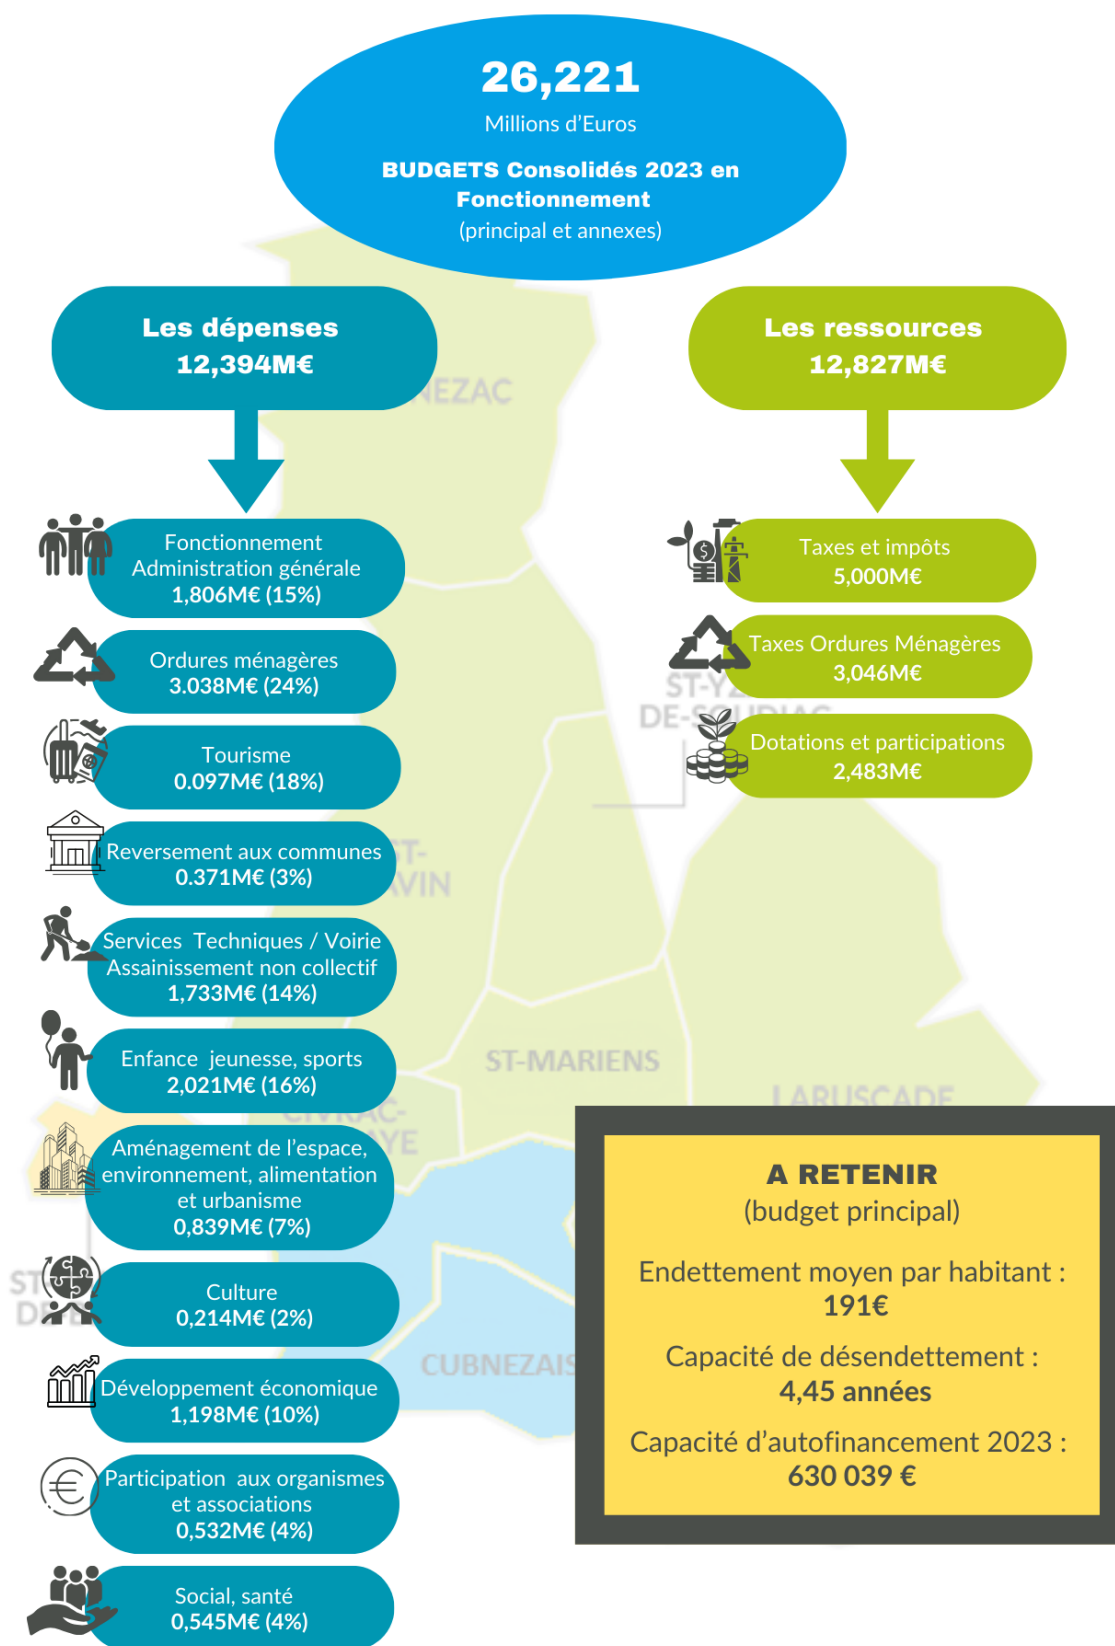 26,221
Millions d'Euros
BUDGETS Consolidés 2023 en
Fonctionnement
(principal et annexes)
Les dépenses
12,394M€
Les ressources
12,827M€
NEZAC
Fonctionnement
Administration générale
1,806M€ (15%)
Ordures ménagères
3.038M€ (24%)
Tourisme
0.097M€ (18%)
Reversement aux communes
0.371M€ (3%)
Services Techniques / Voirie
Assainissement non collectif
1,733M€ (14%)
Enfance jeunesse, sports
2,021M€ (16%)
Aménagement de l'espace,
environnement, alimentation
et urbanisme
0,839M€ (7%)
Culture
0,214M€ (2%)
Développement économique
1,198M€ (10%)
Participation aux organismes
et associations
0,532M€ (4%)
Social, santé
0,545M€ (4%)
Taxes et impôts
5,000M€
Taxes Ordures Ménagères
3,046M€
Dotations et participations
2,483M€
ST-MARIENS
LARUSCADE
CUBNEZAIS
A RETENIR
(budget principal)
Endettement moyen par habitant :
191€
Capacité de désendettement :
4,45 années
Capacité d'autofinancement 2023 :
630 039 €